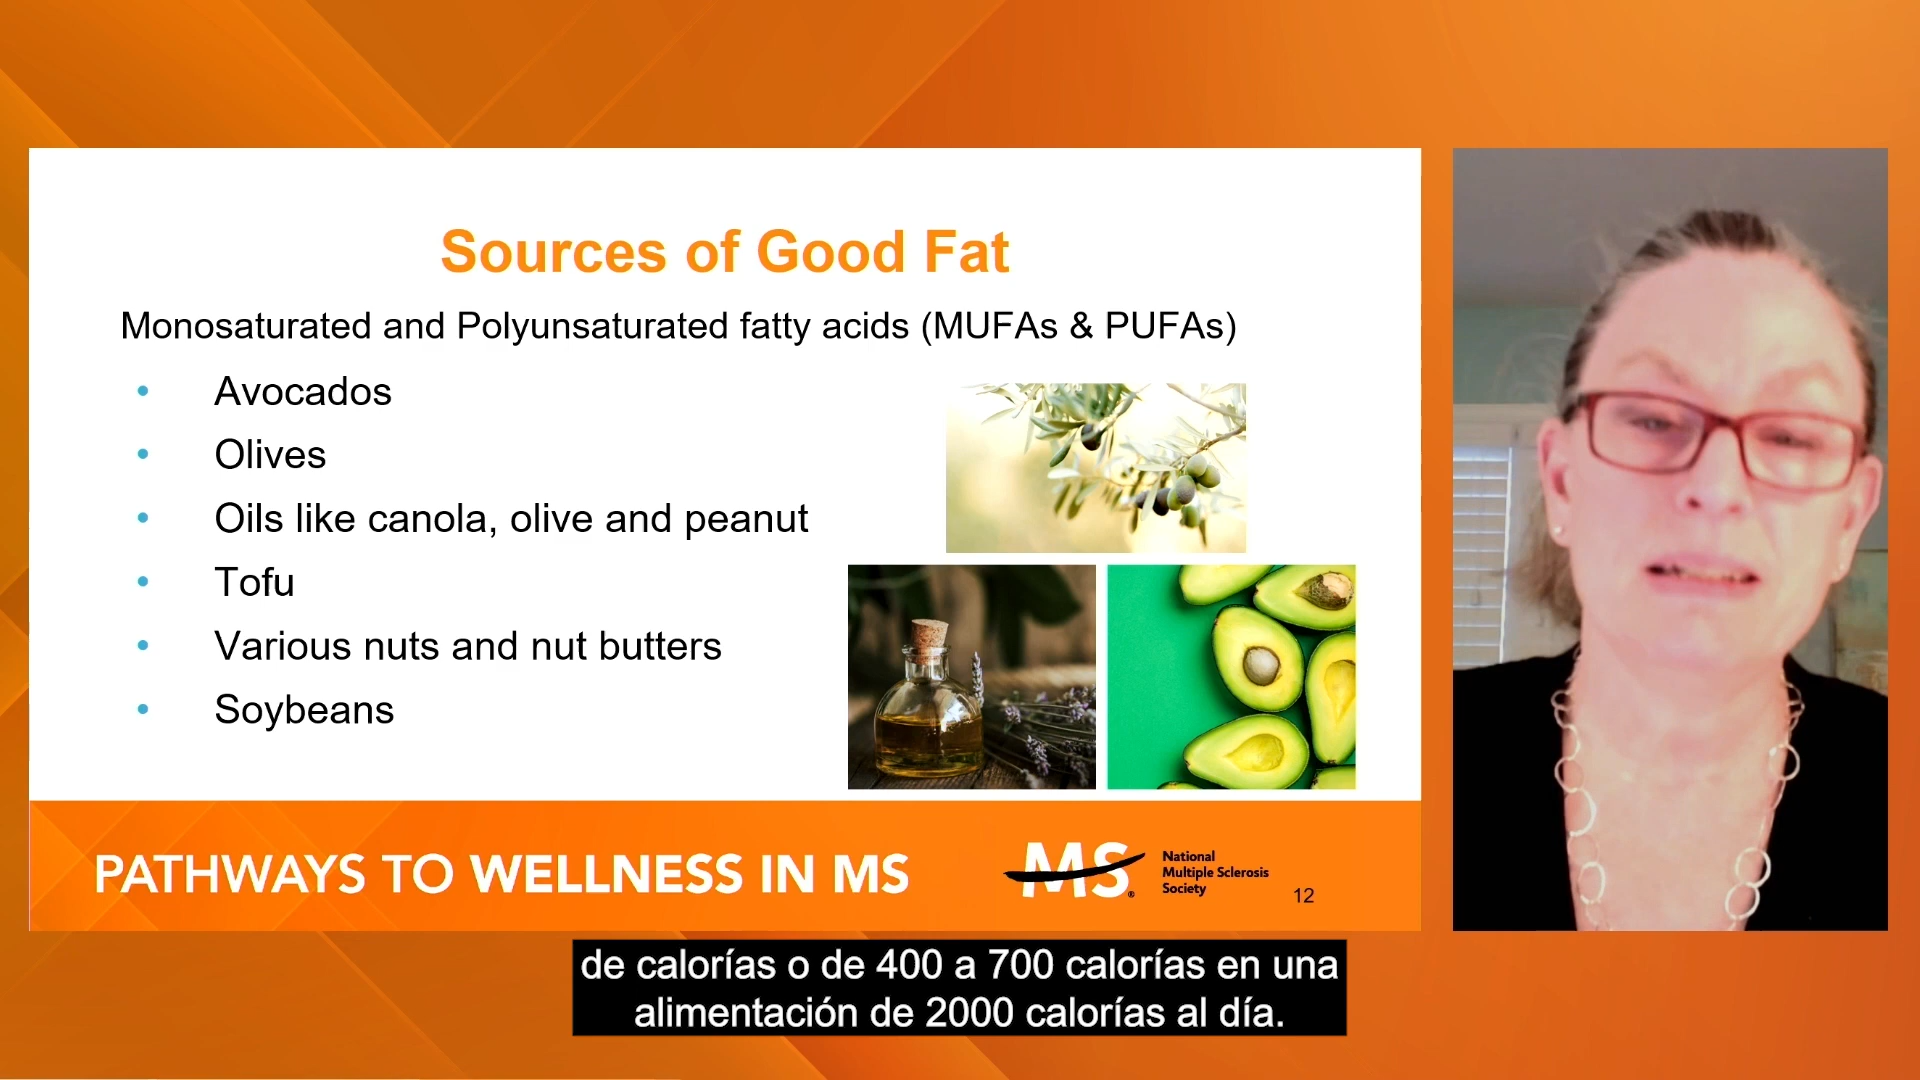 Sources of Good Fat
Monosaturated and Polyunsaturated fatty acids (MUFAs & PUFAs)
• Avocados
• Olives
• Oils like canola, olive and peanut
• Tofu
• Various nuts and nut butters
• Soybeans
PATHWAYS TO WELLNESS IN MS
MS®
National
Multiple Sclerosis
Society
12
de calorías o de 400 a 700 calorías en una
alimentación de 2000 calorías al día.